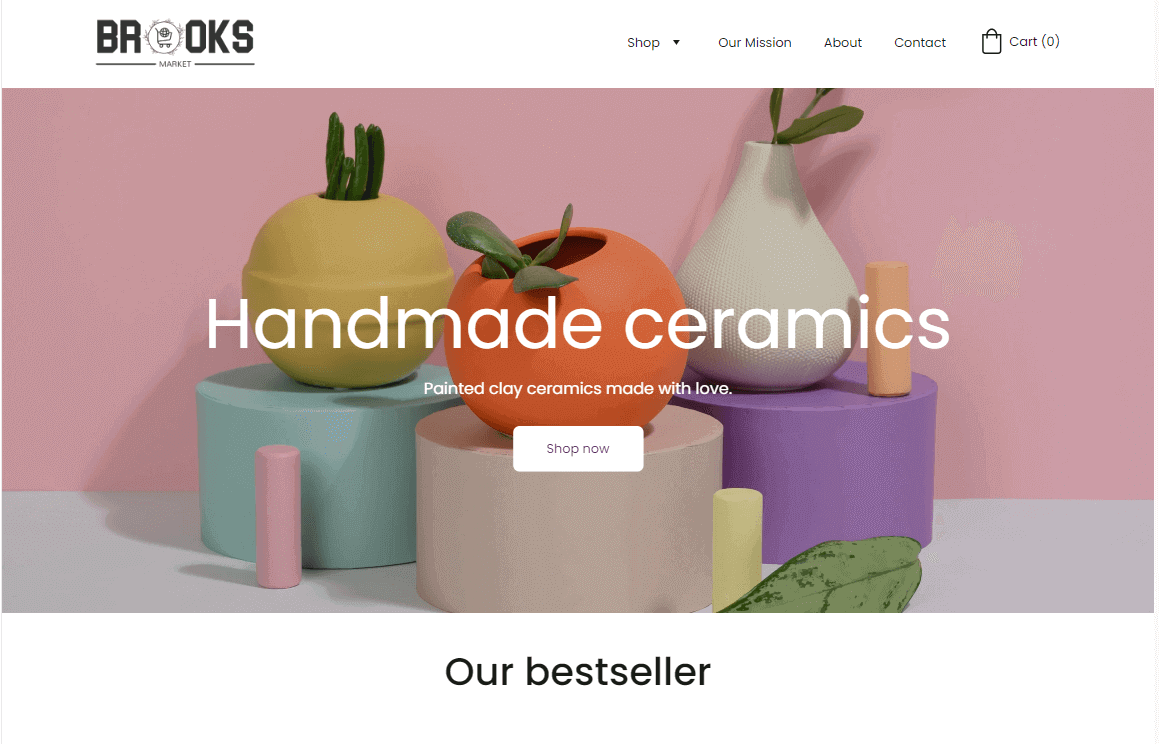 BROOKS
MARKET
Shop
Our Mission
About
Contact
Cart (0)
Handmade ceramics
Painted clay ceramics made with love.
Shop now
Our bestseller